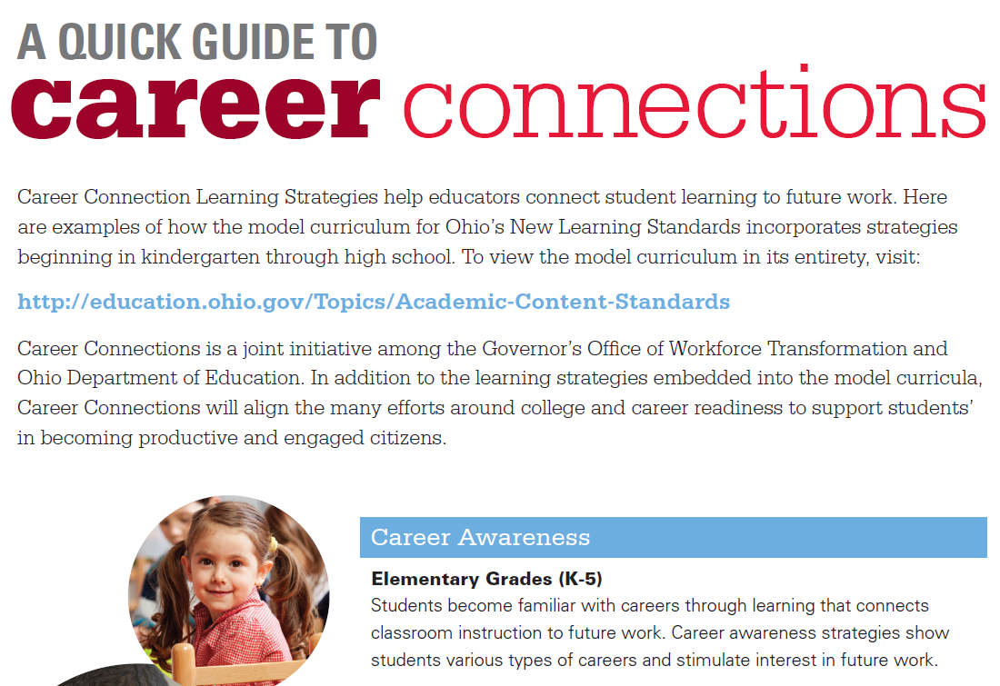 A QUICK GUIDE TO
career connections
Career Connection Learning Strategies help educators connect student learning to future work. Here
are examples of how the model curriculum for Ohio’s New Learning Standards incorporates strategies
beginning in kindergarten through high school. To view the model curriculum in its entirety, visit:
http://education.ohio.gov/Topics/Academic-Content-Standards
Career Connections is a joint initiative among the Governor’s Office of Workforce Transformation and
Ohio Department of Education. In addition to the learning strategies embedded into the model curricula,
Career Connections will align the many efforts around college and career readiness to support students’
in becoming productive and engaged citizens.
Career Awareness
Elementary Grades (K-5)
Students become familiar with careers through learning that connects
classroom instruction to future work. Career awareness strategies show
students various types of careers and stimulate interest in future work.